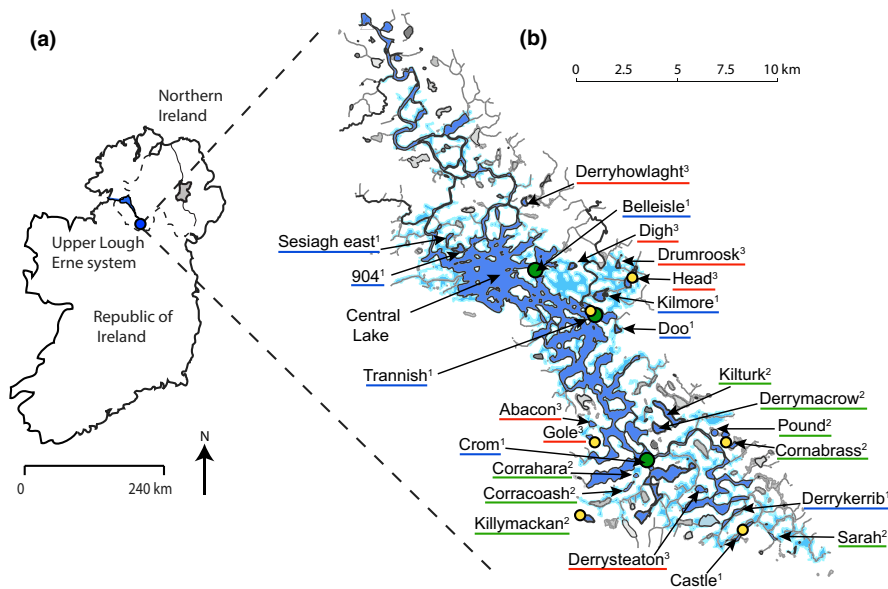 (a)
(b)
0 2.5 5 7.5 10 km
Northern
Ireland
Derryhowlaght³
Belleisle¹
Digh³
Sesiagh east¹
Drumroosk³
Upper Lough
Erne system
904¹
Head³
Kilmore¹
Central
Lake
Republic of
Ireland
Doo¹
Trannish¹
Kilturk²
Derrymacrow²
Abacon³
Pound²
Gole³
Cornabrass²
Crom¹
N
Corrahara²
0 240 km
Corracoash²
Derrykerrib¹
Killymackan²
Sarah²
Derrysteaton³
Castle¹